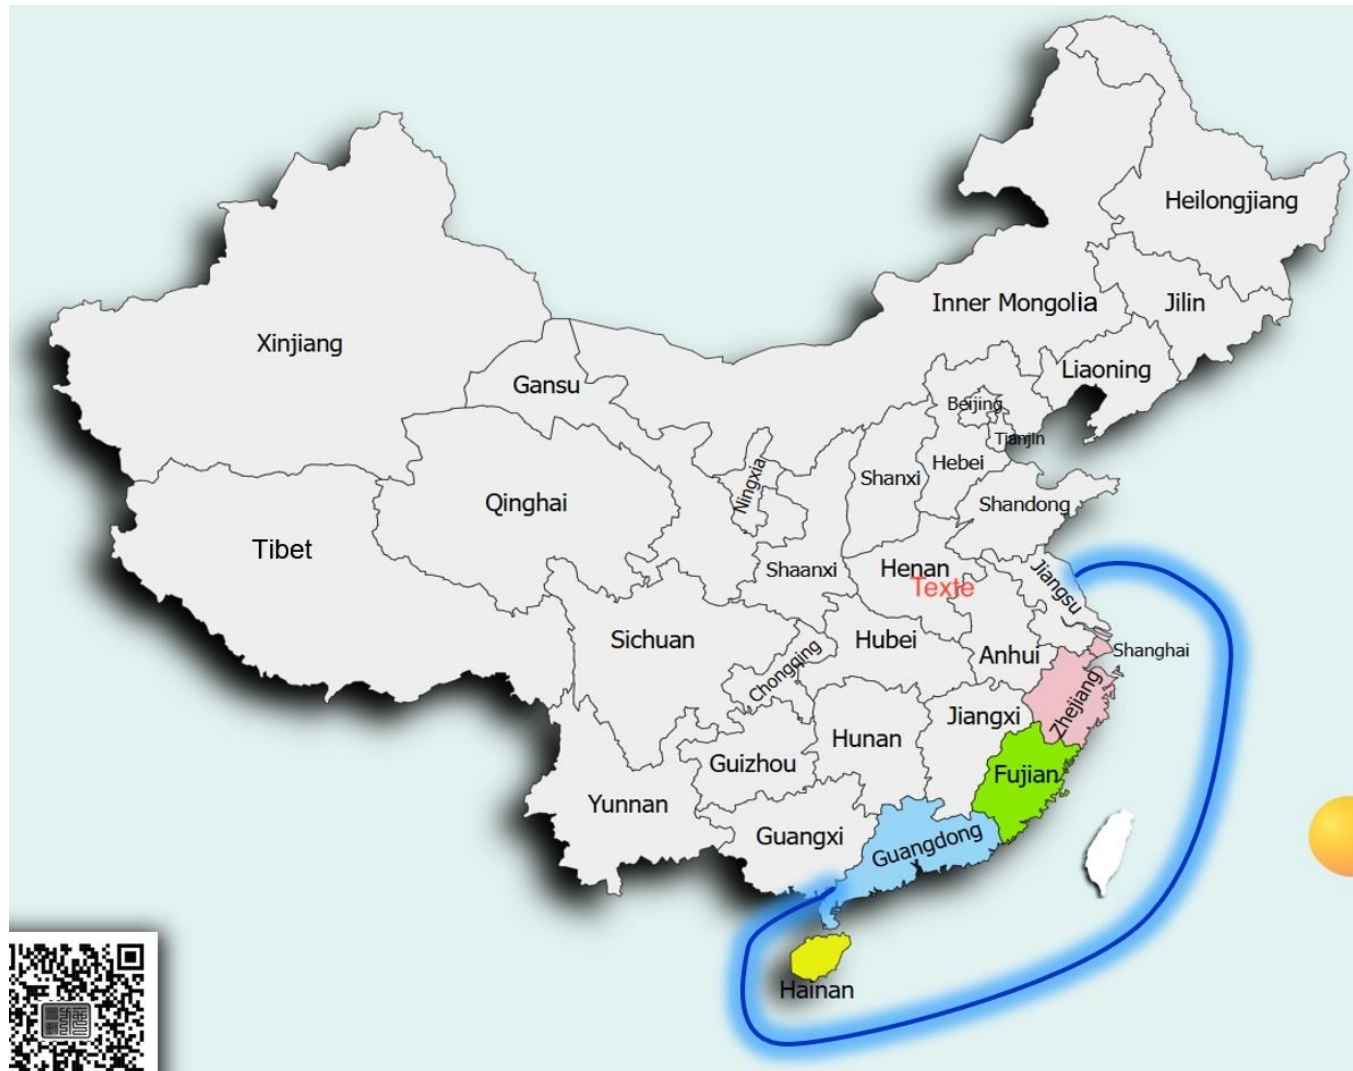 Heilongjiang
Inner Mongolia
Jilin
Xinjiang
Liaoning
Gansu
Beijing
Tianjin
Hebei
Shanxi
Ningxia
Qinghai
Shandong
Tibet
Shaanxi
Henan
Texte
Jiangsu
Sichuan
Hubei
Chongqing
Anhui
Shanghai
Zhejiang
Jiangxi
Hunan
Guizhou
Fujian
Yunnan
Guangxi
Guangdong
Hainan